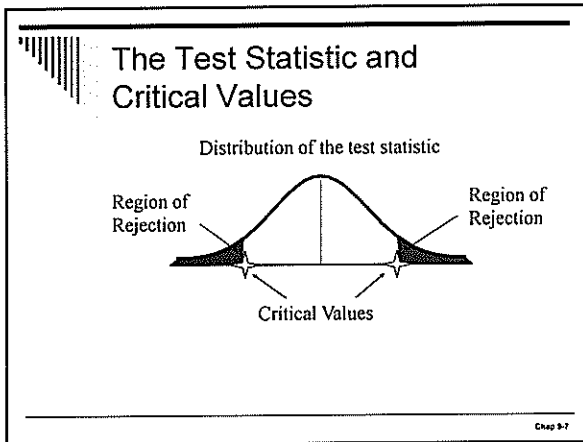 The Test Statistic and
Critical Values
Distribution of the test statistic
Region of
Rejection
Region of
Rejection
Critical Values
Chap 9-7